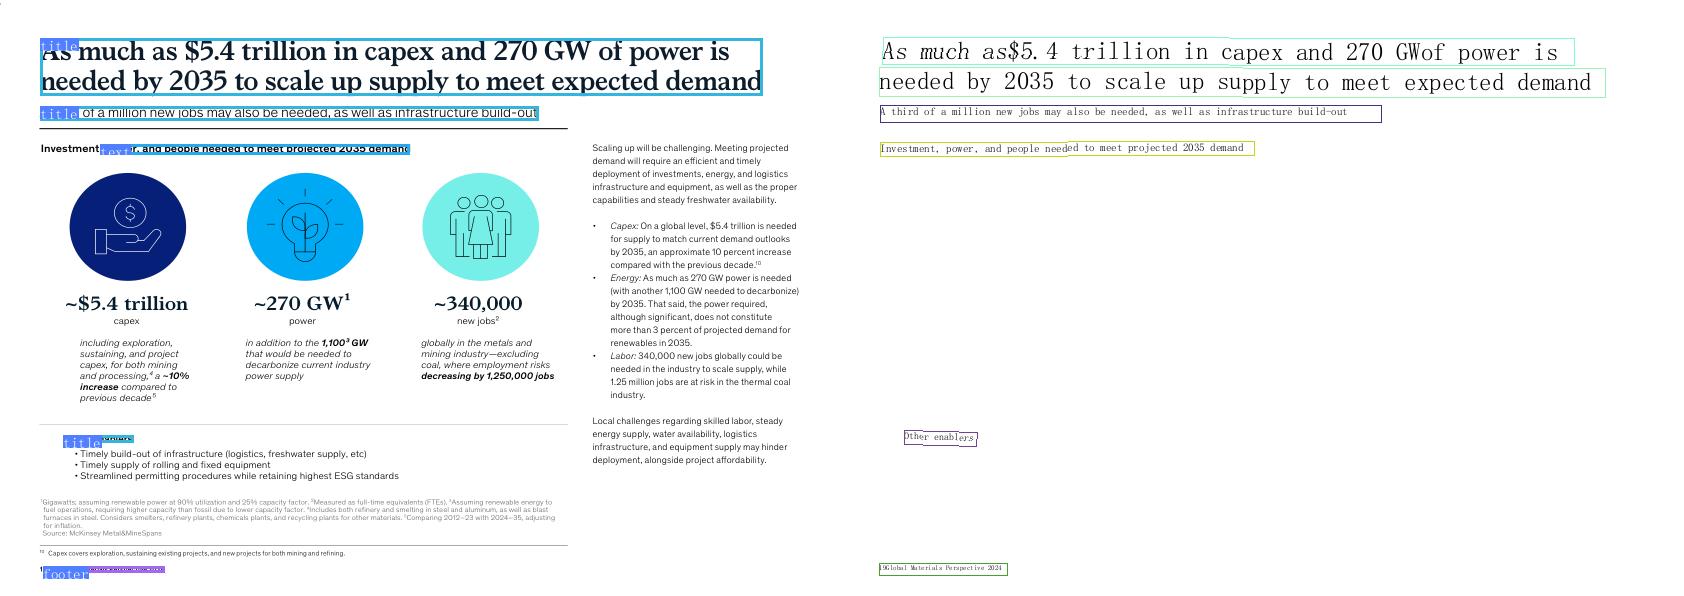 As much as $5.4 trillion in capex and 270 GW of power is
needed by 2035 to scale up supply to meet expected demand
title
title of a million new jobs may also be needed, as well as infrastructure build-out
Investment text r, and people needed to meet projected 2035 demand
~$5.4 trillion
capex
including exploration,
sustaining, and project
capex, for both mining
and processing,⁴ a ~10%
increase compared to
previous decade⁵
~270 GW¹
power
in addition to the 1,100³ GW
that would be needed to
decarbonize current industry
power supply
~340,000
new jobs²
globally in the metals and
mining industry—excluding
coal, where employment risks
decreasing by 1,250,000 jobs
title
• Timely build-out of infrastructure (logistics, freshwater supply, etc)
• Timely supply of rolling and fixed equipment
• Streamlined permitting procedures while retaining highest ESG standards
¹Gigawatts; assuming renewable power at 90% utilization and 25% capacity factor. ²Measured as full-time equivalents (FTEs). ³Assuming renewable energy to
fuel operations, requiring higher capacity than fossil due to lower capacity factor. ⁴Includes both refinery and smelting in steel and aluminum, as well as blast
furnaces in steel. Considers smelters, refinery plants, chemicals plants, and recycling plants for other materials. ⁵Comparing 2012–23 with 2024–35, adjusting
for inflation.
Source: McKinsey Metal&MineSpans
¹⁰ Capex covers exploration, sustaining existing projects, and new projects for both mining and refining.
footer
Scaling up will be challenging. Meeting projected
demand will require an efficient and timely
deployment of investments, energy, and logistics
infrastructure and equipment, as well as the proper
capabilities and steady freshwater availability.
• Capex: On a global level, $5.4 trillion is needed
for supply to match current demand outlooks
by 2035, an approximate 10 percent increase
compared with the previous decade.¹⁰
• Energy: As much as 270 GW power is needed
(with another 1,100 GW needed to decarbonize)
by 2035. That said, the power required,
although significant, does not constitute
more than 3 percent of projected demand for
renewables in 2035.
• Labor: 340,000 new jobs globally could be
needed in the industry to scale supply, while
1.25 million jobs are at risk in the thermal coal
industry.
Local challenges regarding skilled labor, steady
energy supply, water availability, logistics
infrastructure, and equipment supply may hinder
deployment, alongside project affordability.
As much as$5.4 trillion in capex and 270 GWof power is
needed by 2035 to scale up supply to meet expected demand
A third of a million new jobs may also be needed, as well as infrastructure build-out
Investment, power, and people needed to meet projected 2035 demand
Other enablers
19Global Materials Perspective 2024